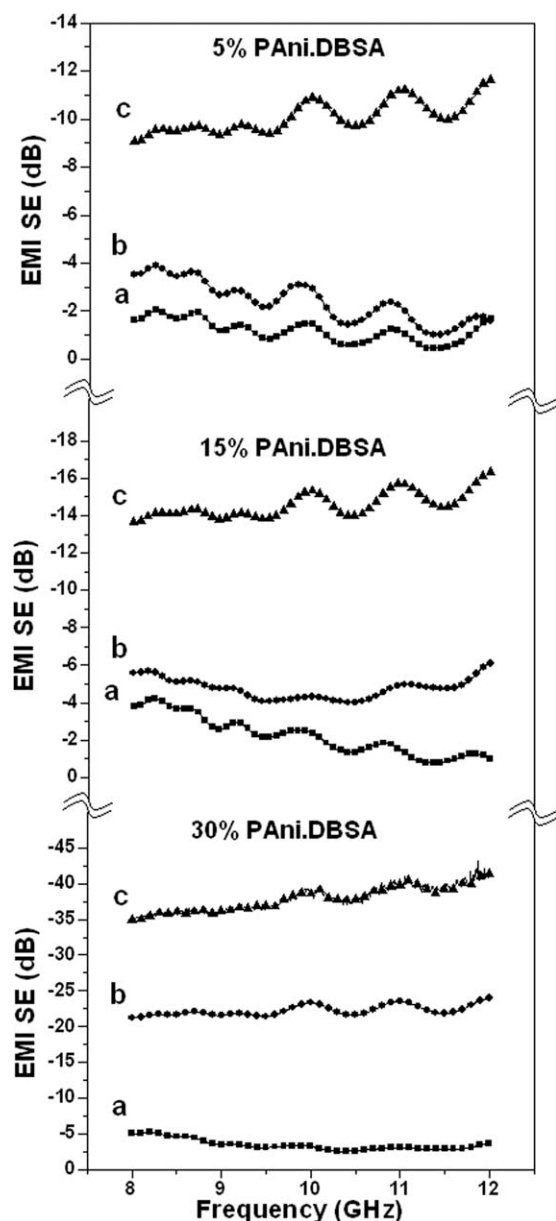 -14
5% PAni.DBSA
-12
c
-10
-8
EMI SE (dB)
-6
b
-4
a
-2
0
-18
15% PAni.DBSA
-16
c
-14
-12
EMI SE (dB)
-10
-8
b
-6
a
-4
-2
0
30% PAni.DBSA
-45
-40
c
-35
-30
EMI SE (dB)
-25
b
-20
-15
-10
a
-5
0
8 9 10 11 12
Frequency (GHz)